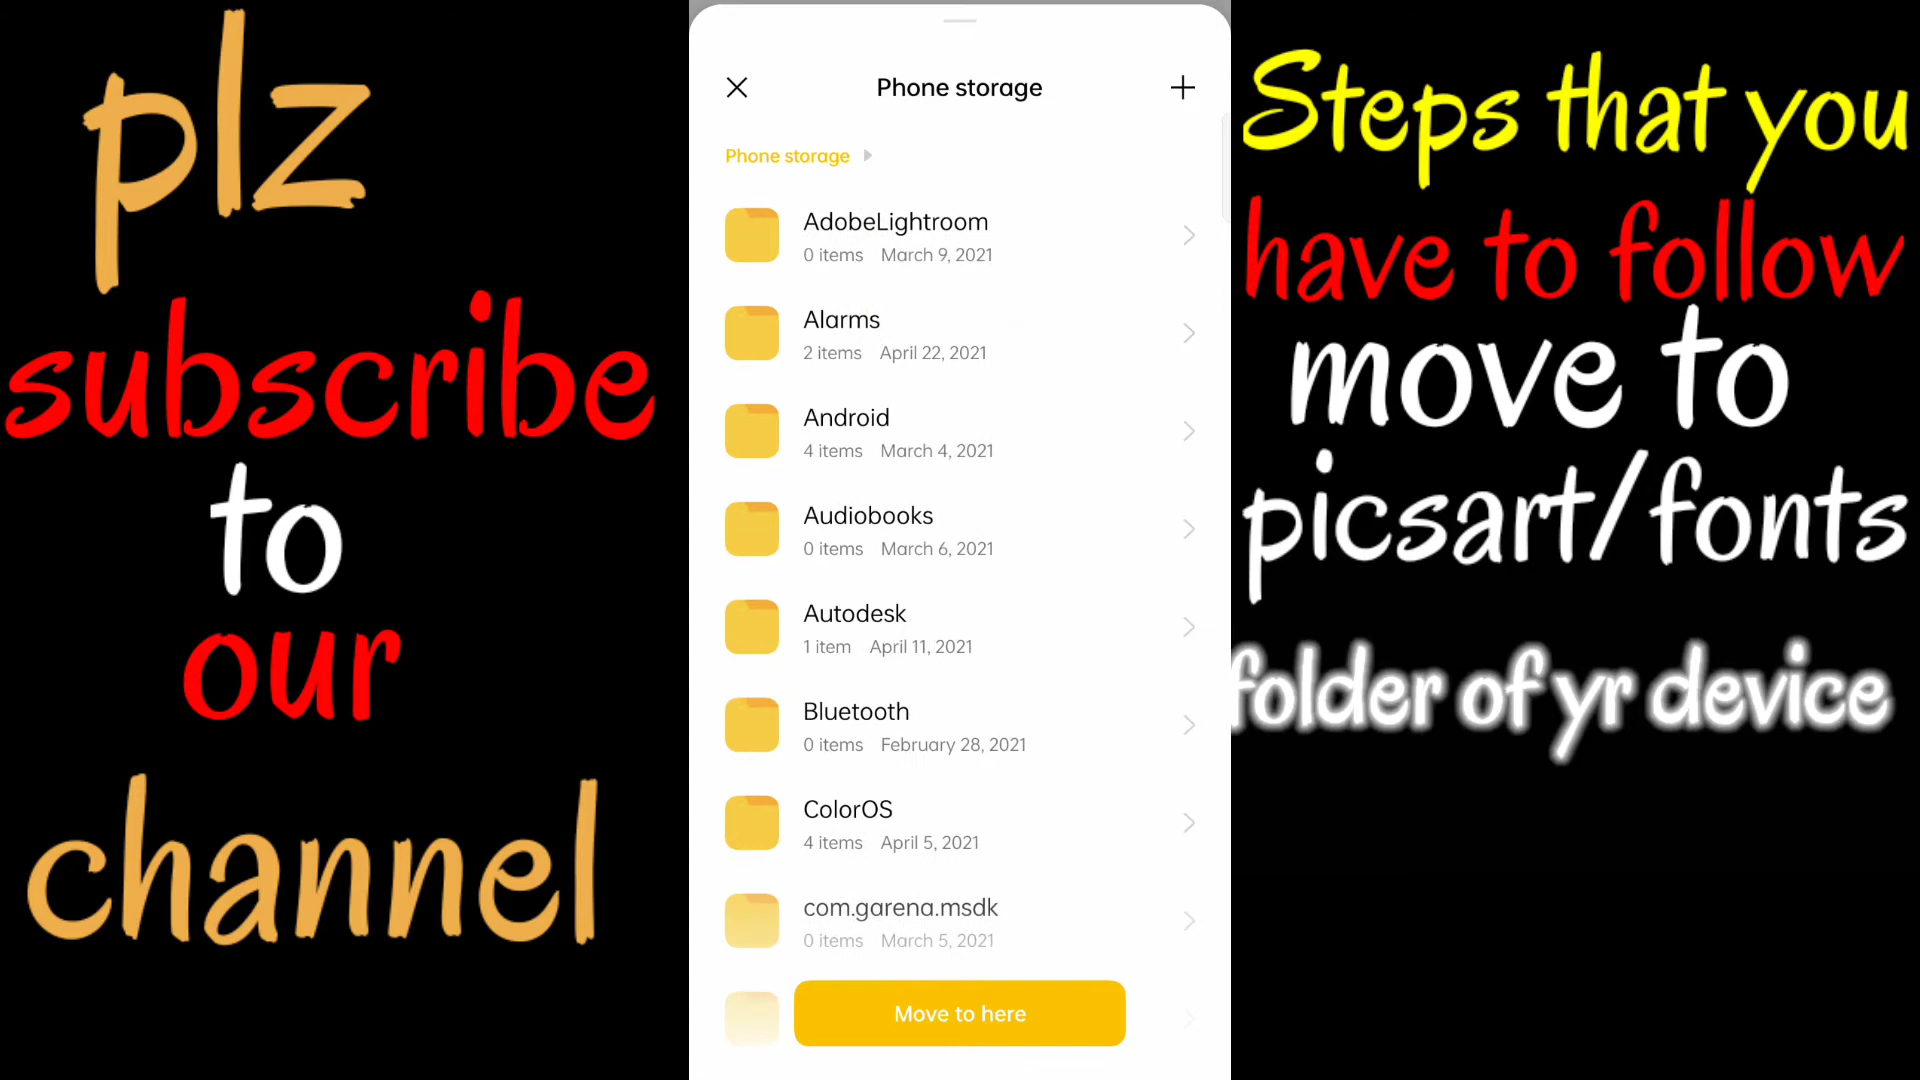 plz
subscribe
to
our
channel
Phone storage
Phone storage
AdobeLightroom
0 items March 9, 2021
Alarms
2 items April 22, 2021
Android
4 items March 4, 2021
Audiobooks
0 items March 6, 2021
Autodesk
1 item April 11, 2021
Bluetooth
0 items February 28, 2021
ColorOS
4 items April 5, 2021
com.garena.msdk
0 items March 5, 2021
Move to here
Steps that you
have to follow
move to
picsart/fonts
folder of yr device